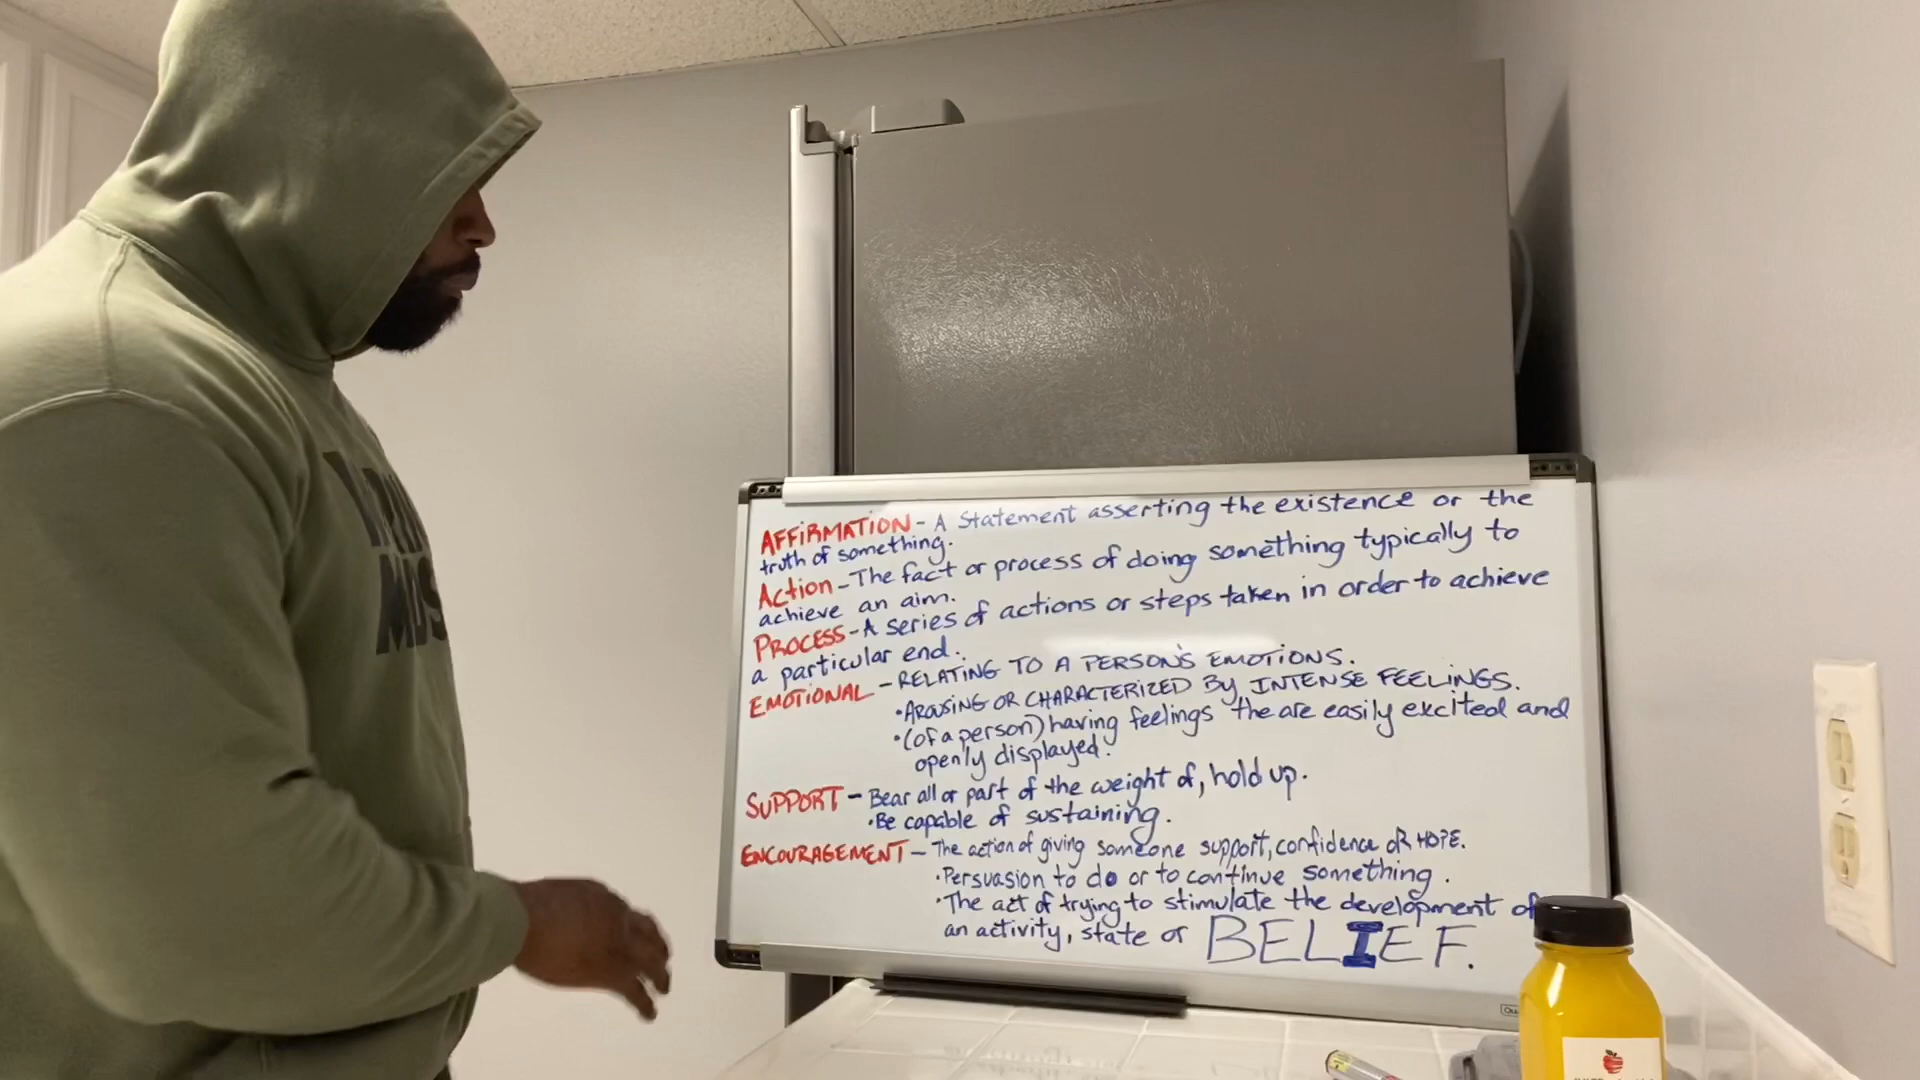 AFFIRMATION - A Statement asserting the existence or the
truth of something.
Action - The fact or process of doing something typically to
achieve an aim.
PROCESS - A series of actions or steps taken in order to achieve
a particular end.
EMOTIONAL - RELATING TO A PERSON'S EMOTIONS.
• AROUSING OR CHARACTERIZED BY INTENSE FEELINGS.
• (of a person) having feelings the are easily excited and
openly displayed.
SUPPORT - Bear all or part of the weight of, hold up.
• Be capable of sustaining.
ENCOURAGEMENT - The action of giving someone support, confidence OR HOPE.
• Persuasion to do or to continue something.
• The act of trying to stimulate the development of
an activity, state or BELIEF.